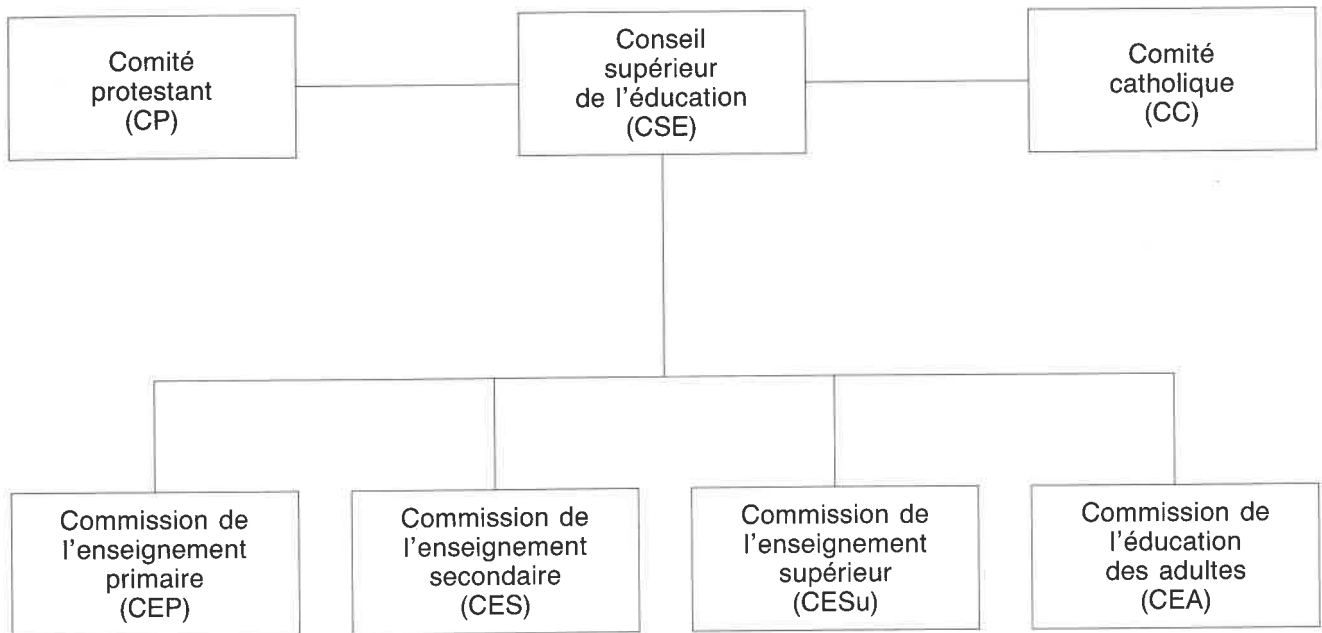 Comité
protestant
(CP)
Conseil
supérieur
de l'éducation
(CSE)
Comité
catholique
(CC)
Commission de
l'enseignement
primaire
(CEP)
Commission de
l'enseignement
secondaire
(CES)
Commission de
l'enseignement
supérieur
(CESu)
Commission de
l'éducation
des adultes
(CEA)